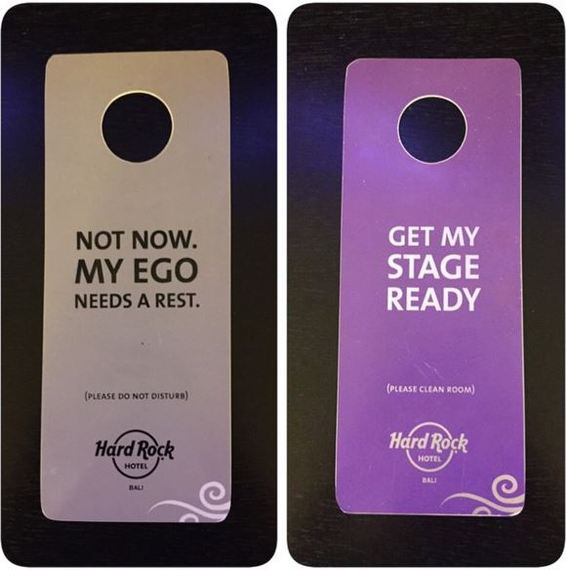 NOT NOW.
MY EGO
NEEDS A REST.
(PLEASE DO NOT DISTURB)
Hard Rock
HOTEL
BALI
GET MY
STAGE
READY
(PLEASE CLEAN ROOM)
Hard Rock
HOTEL
BALI